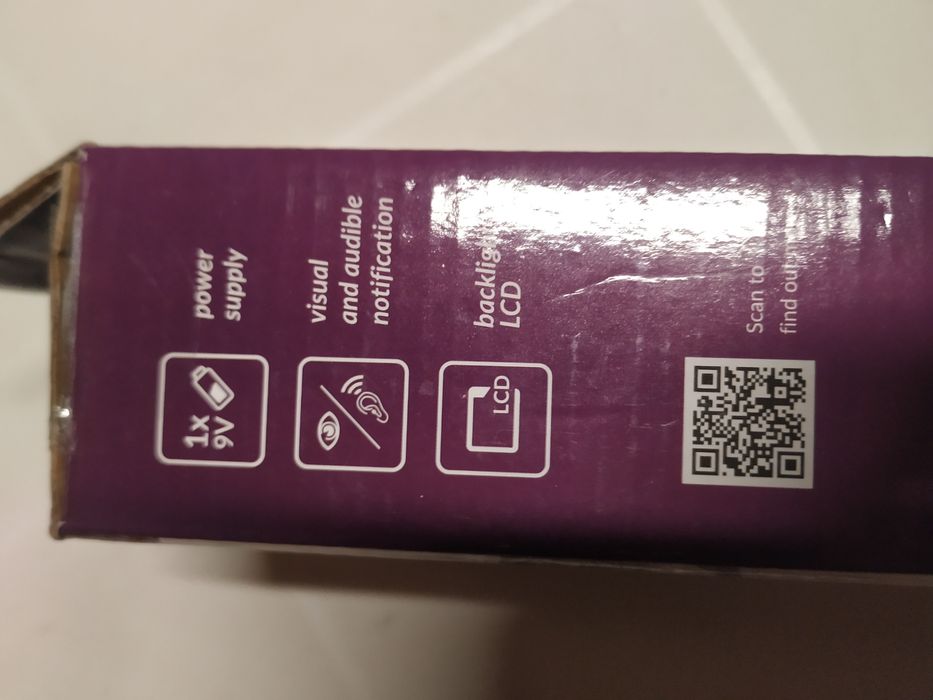 1x
9V
power
supply
visual
and audible
notification
LCD
backlight
LCD
Scan to
find out